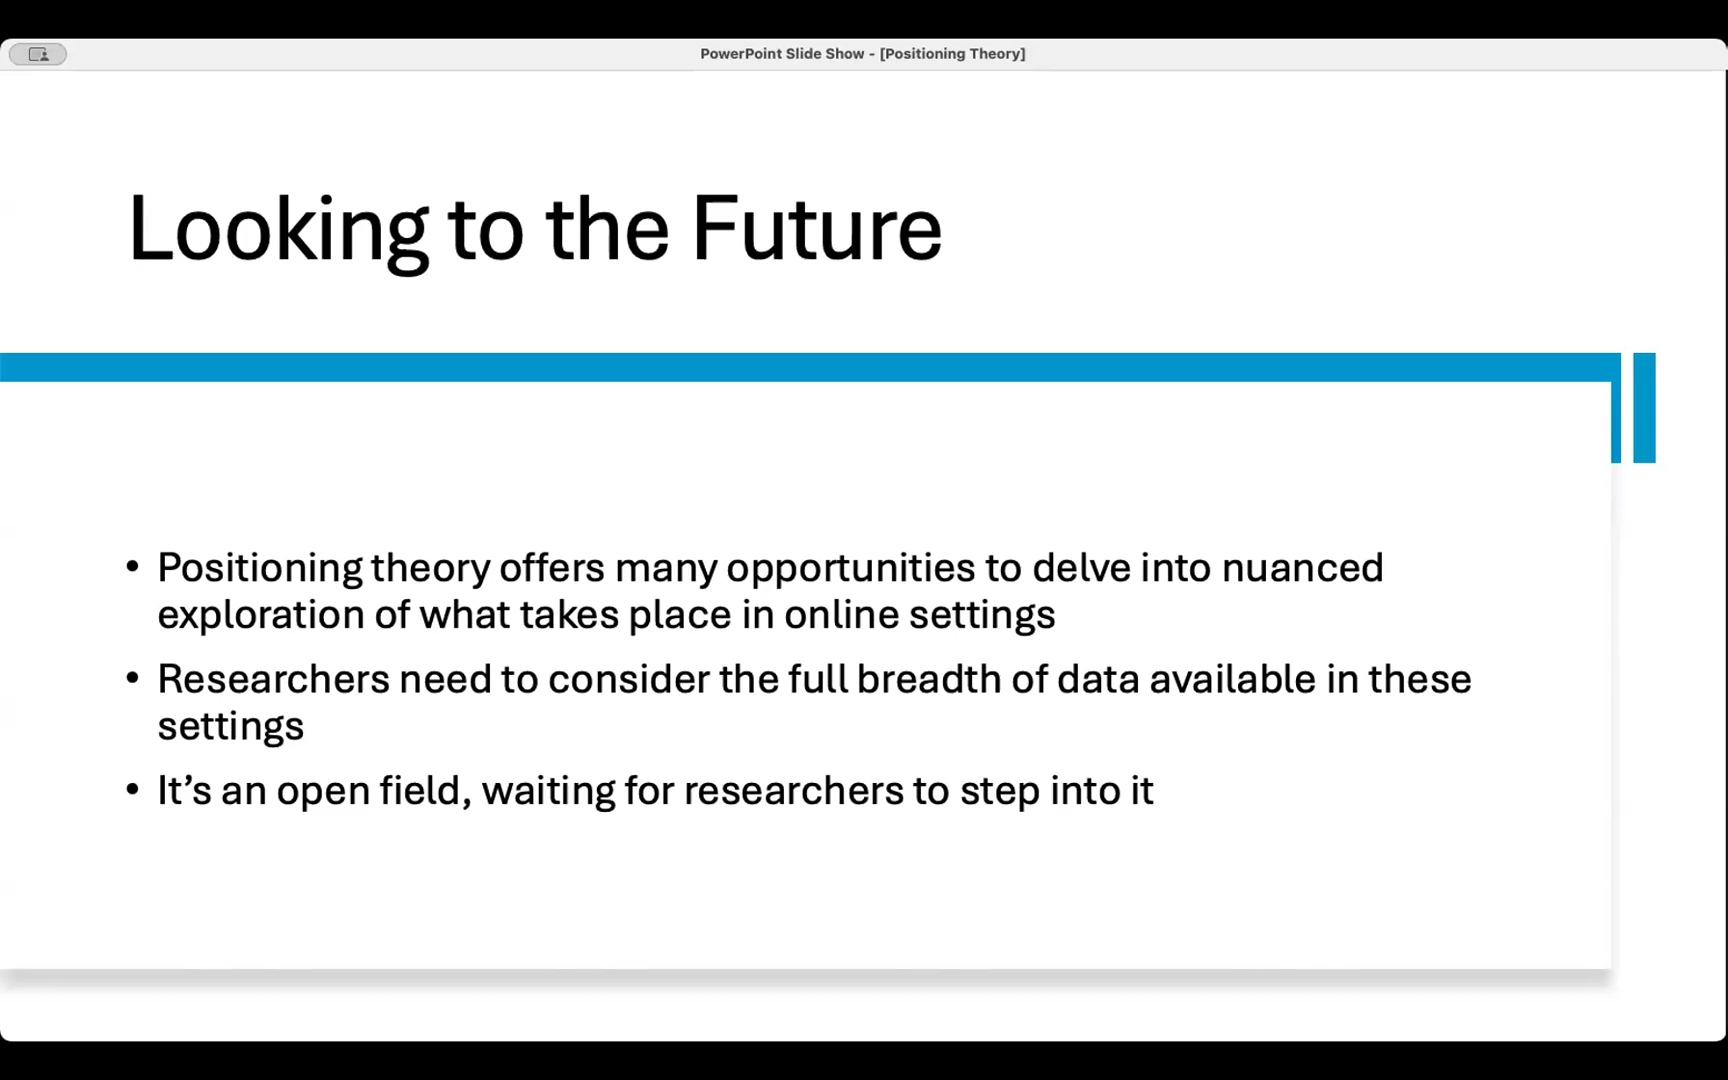 PowerPoint Slide Show - [Positioning Theory]
Looking to the Future
• Positioning theory offers many opportunities to delve into nuanced
exploration of what takes place in online settings
• Researchers need to consider the full breadth of data available in these
settings
• It’s an open field, waiting for researchers to step into it